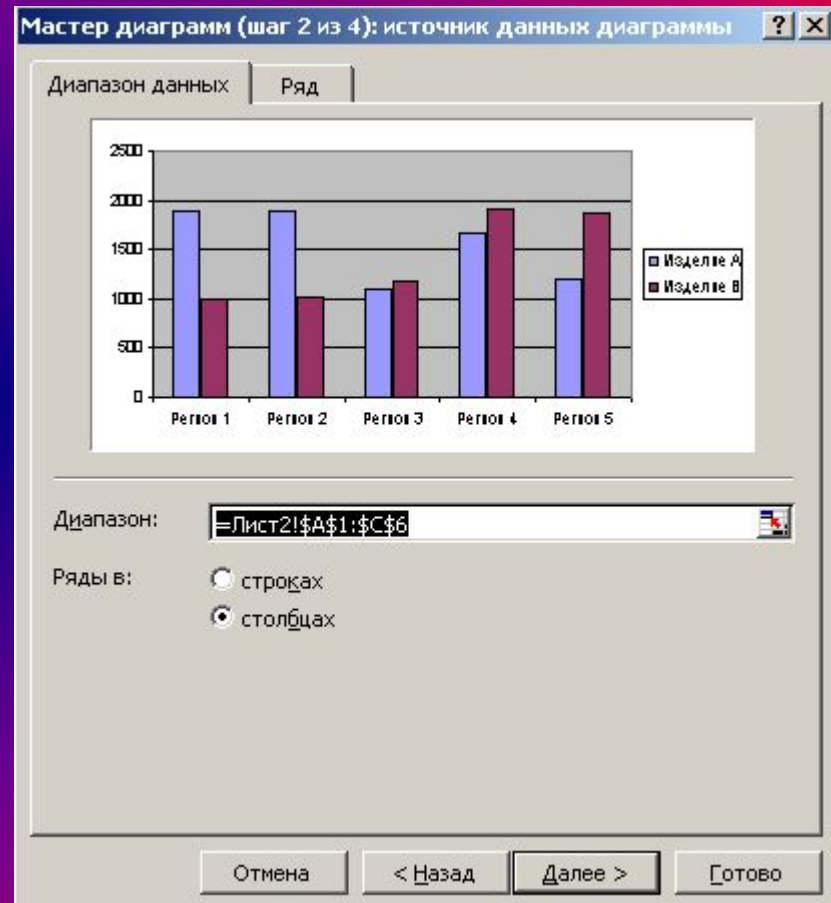 Мастер диаграмм (шаг 2 из 4): источник данных диаграммы
Диапазон данных
Ряд
2500
2000
1500
1000
500
0
Регион 1 Регион 2 Регион 3 Регион 4 Регион 5
Изделие A
Изделие B
Диапазон: =Лист2!$A$1:$C$6
Ряды в: строках
столбцах
Отмена < Назад Далее > Готово